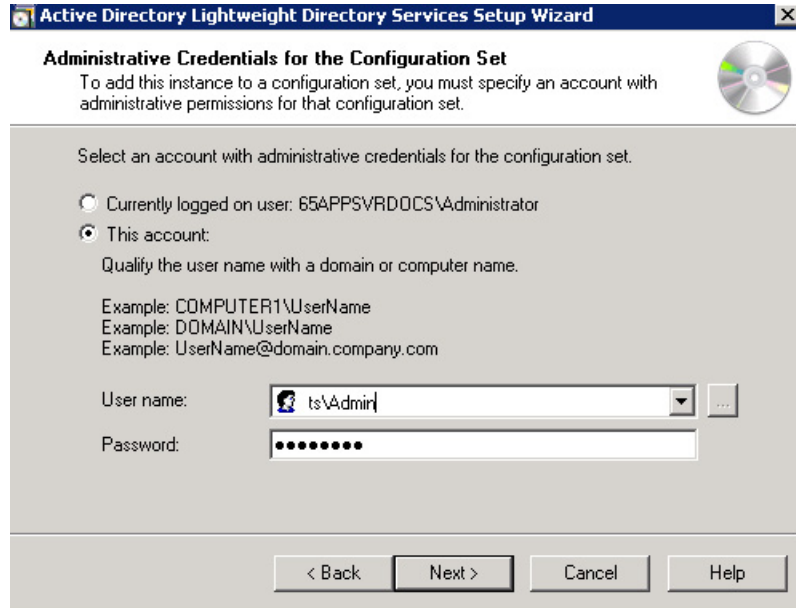 Active Directory Lightweight Directory Services Setup Wizard
Administrative Credentials for the Configuration Set
To add this instance to a configuration set, you must specify an account with
administrative permissions for that configuration set.
Select an account with administrative credentials for the configuration set.
Currently logged on user: 65APPSVRDOCS\Administrator
This account:
Qualify the user name with a domain or computer name.
Example: COMPUTER1\UserName
Example: DOMAIN\UserName
Example: UserName@domain.company.com
User name: ts\Admin ...
Password: ●●●●●●●●
< Back Next > Cancel Help